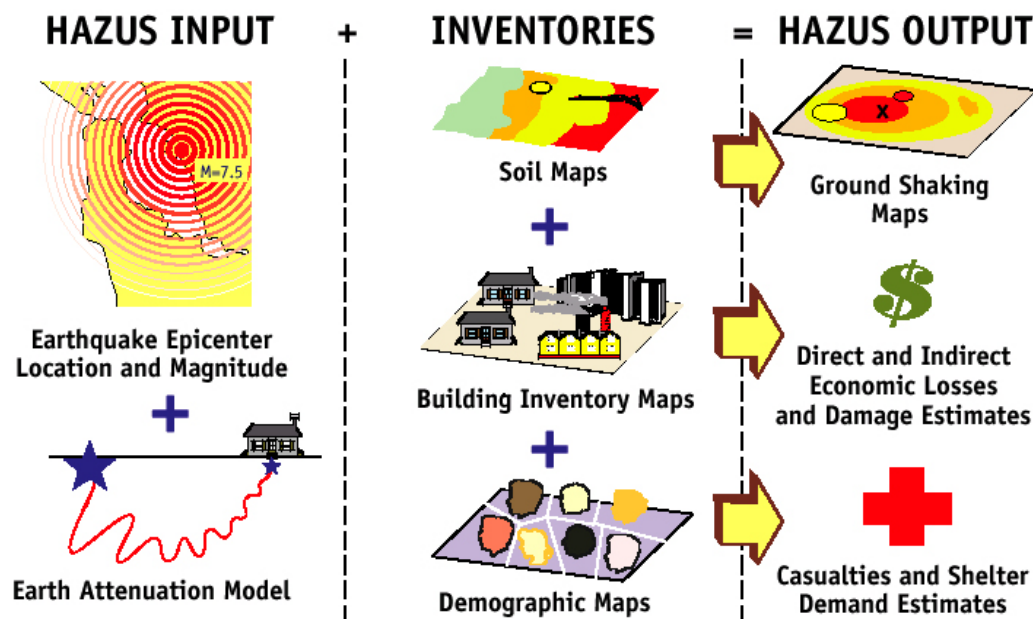 HAZUS INPUT + INVENTORIES = HAZUS OUTPUT
M=7.5
Earthquake Epicenter
Location and Magnitude
+
Earth Attenuation Model
Soil Maps
+
Building Inventory Maps
+
Demographic Maps
X
Ground Shaking
Maps
$
Direct and Indirect
Economic Losses
and Damage Estimates
Casualties and Shelter
Demand Estimates